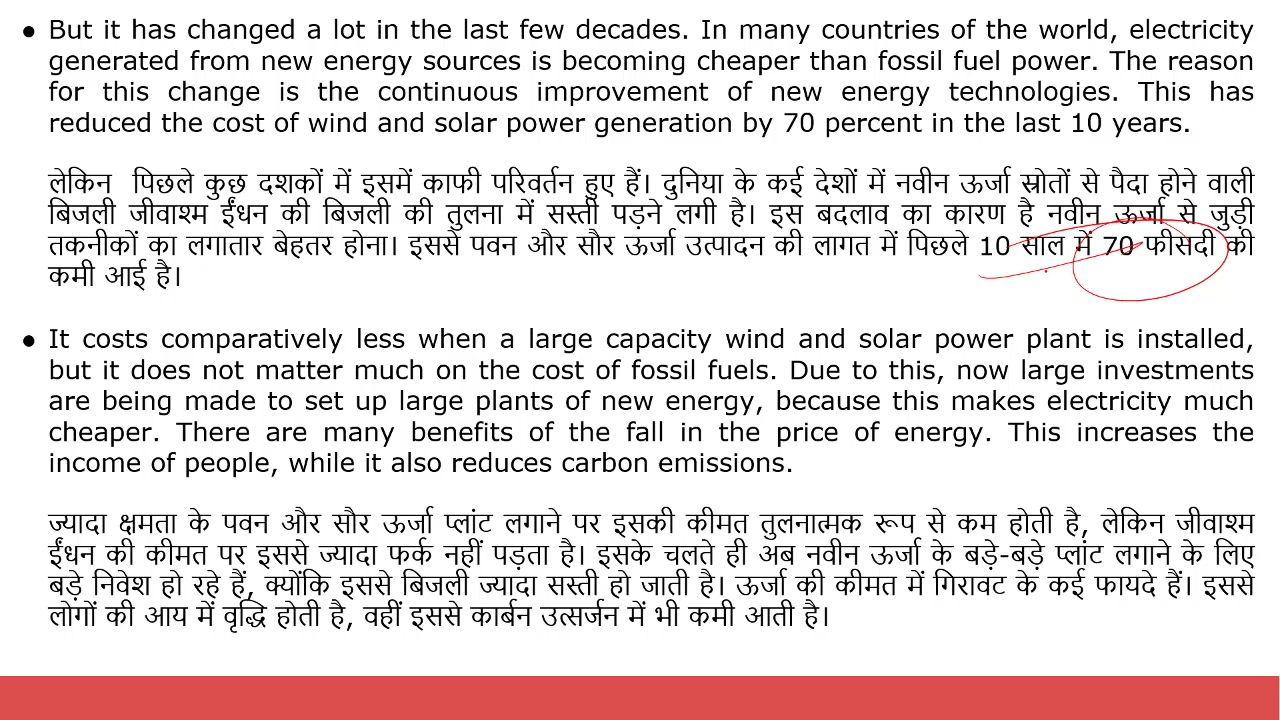 ● But it has changed a lot in the last few decades. In many countries of the world, electricity
generated from new energy sources is becoming cheaper than fossil fuel power. The reason
for this change is the continuous improvement of new energy technologies. This has
reduced the cost of wind and solar power generation by 70 percent in the last 10 years.
लेकिन पिछले कुछ दशकों में इसमें काफी परिवर्तन हुए हैं। दुनिया के कई देशों में नवीन ऊर्जा स्रोतों से पैदा होने वाली
बिजली जीवाश्म ईंधन की बिजली की तुलना में सस्ती पड़ने लगी है। इस बदलाव का कारण है नवीन ऊर्जा से जुड़ी
तकनीकों का लगातार बेहतर होना। इससे पवन और सौर ऊर्जा उत्पादन की लागत में पिछले 10 साल में 70 फीसदी की
कमी आई है।
● It costs comparatively less when a large capacity wind and solar power plant is installed,
but it does not matter much on the cost of fossil fuels. Due to this, now large investments
are being made to set up large plants of new energy, because this makes electricity much
cheaper. There are many benefits of the fall in the price of energy. This increases the
income of people, while it also reduces carbon emissions.
ज्यादा क्षमता के पवन और सौर ऊर्जा प्लांट लगाने पर इसकी कीमत तुलनात्मक रूप से कम होती है, लेकिन जीवाश्म
ईंधन की कीमत पर इससे ज्यादा फर्क नहीं पड़ता है। इसके चलते ही अब नवीन ऊर्जा के बड़े-बड़े प्लांट लगाने के लिए
बड़े निवेश हो रहे हैं, क्योंकि इससे बिजली ज्यादा सस्ती हो जाती है। ऊर्जा की कीमत में गिरावट के कई फायदे हैं। इससे
लोगों की आय में वृद्धि होती है, वहीं इससे कार्बन उत्सर्जन में भी कमी आती है।